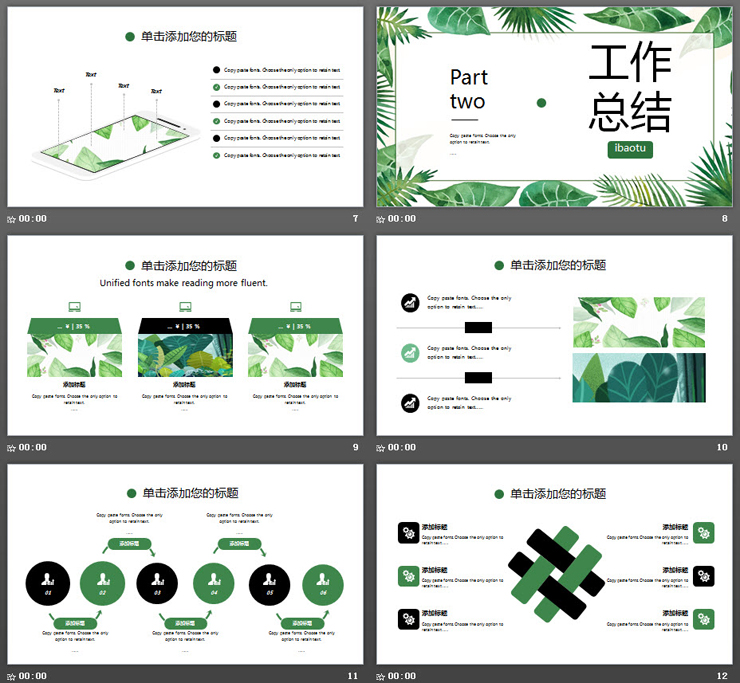 单击添加您的标题
Text
Text
Text
Text
Copy paste fonts. Choose the only option to retain text
Copy paste fonts. Choose the only option to retain text
Copy paste fonts. Choose the only option to retain text
Copy paste fonts. Choose the only option to retain text
Copy paste fonts. Choose the only option to retain text
Copy paste fonts. Choose the only option to retain text
00:00
7
Part
two
Copy paste fonts. Choose the only
option to retain text.
......
工作
总结
ibaotu
00:00
8
单击添加您的标题
Unified fonts make reading more fluent.
... ¥ | 35 %
... ¥ | 35 %
... ¥ | 35 %
添加标题
Copy paste fonts. Choose the only option to
retain text.
......
添加标题
Copy paste fonts. Choose the only option to
retain text.
......
添加标题
Copy paste fonts. Choose the only option to
retain text.
......
00:00
9
单击添加您的标题
Copy paste fonts. Choose the only
option to retain text.....
Copy paste fonts. Choose the only
option to retain text.....
Copy paste fonts. Choose the only
option to retain text.....
00:00
10
单击添加您的标题
Copy paste fonts. Choose the only
option to retain text.
......
Copy paste fonts. Choose the only
option to retain text.
......
添加标题
添加标题
01
02
03
04
05
06
添加标题
添加标题
添加标题
Copy paste fonts. Choose the only
option to retain text.
......
Copy paste fonts. Choose the only
option to retain text.
......
Copy paste fonts. Choose the only
option to retain text.
......
00:00
11
单击添加您的标题
添加标题
Copy paste fonts. Choose the only option to
retain text.....
添加标题
Copy paste fonts. Choose the only option to
retain text.....
添加标题
Copy paste fonts. Choose the only option to
retain text.....
添加标题
Copy paste fonts. Choose the only option to
retain text.....
添加标题
Copy paste fonts. Choose the only option to
retain text.....
添加标题
Copy paste fonts. Choose the only option to
retain text.....
00:00
12